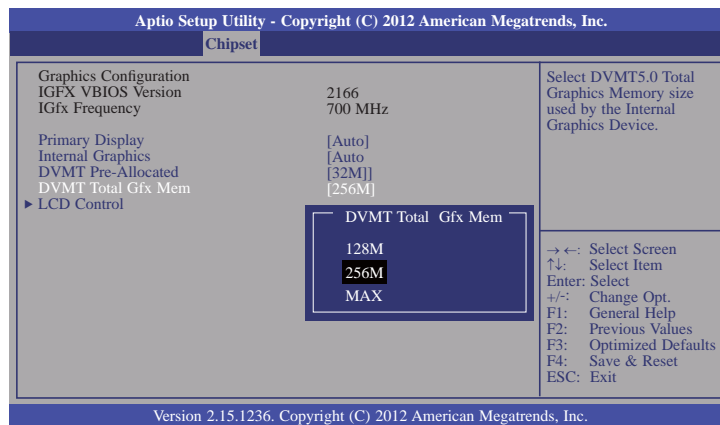 Aptio Setup Utility - Copyright (C) 2012 American Megatrends, Inc.
Chipset
Graphics Configuration
IGFX VBIOS Version 2166
IGfx Frequency 700 MHz
Primary Display [Auto]
Internal Graphics [Auto
DVMT Pre-Allocated [32M]]
DVMT Total Gfx Mem [256M]
▶ LCD Control
DVMT Total Gfx Mem
128M
256M
MAX
Select DVMT5.0 Total
Graphics Memory size
used by the Internal
Graphics Device.
→←: Select Screen
↑↓: Select Item
Enter: Select
+/-: Change Opt.
F1: General Help
F2: Previous Values
F3: Optimized Defaults
F4: Save & Reset
ESC: Exit
Version 2.15.1236. Copyright (C) 2012 American Megatrends, Inc.